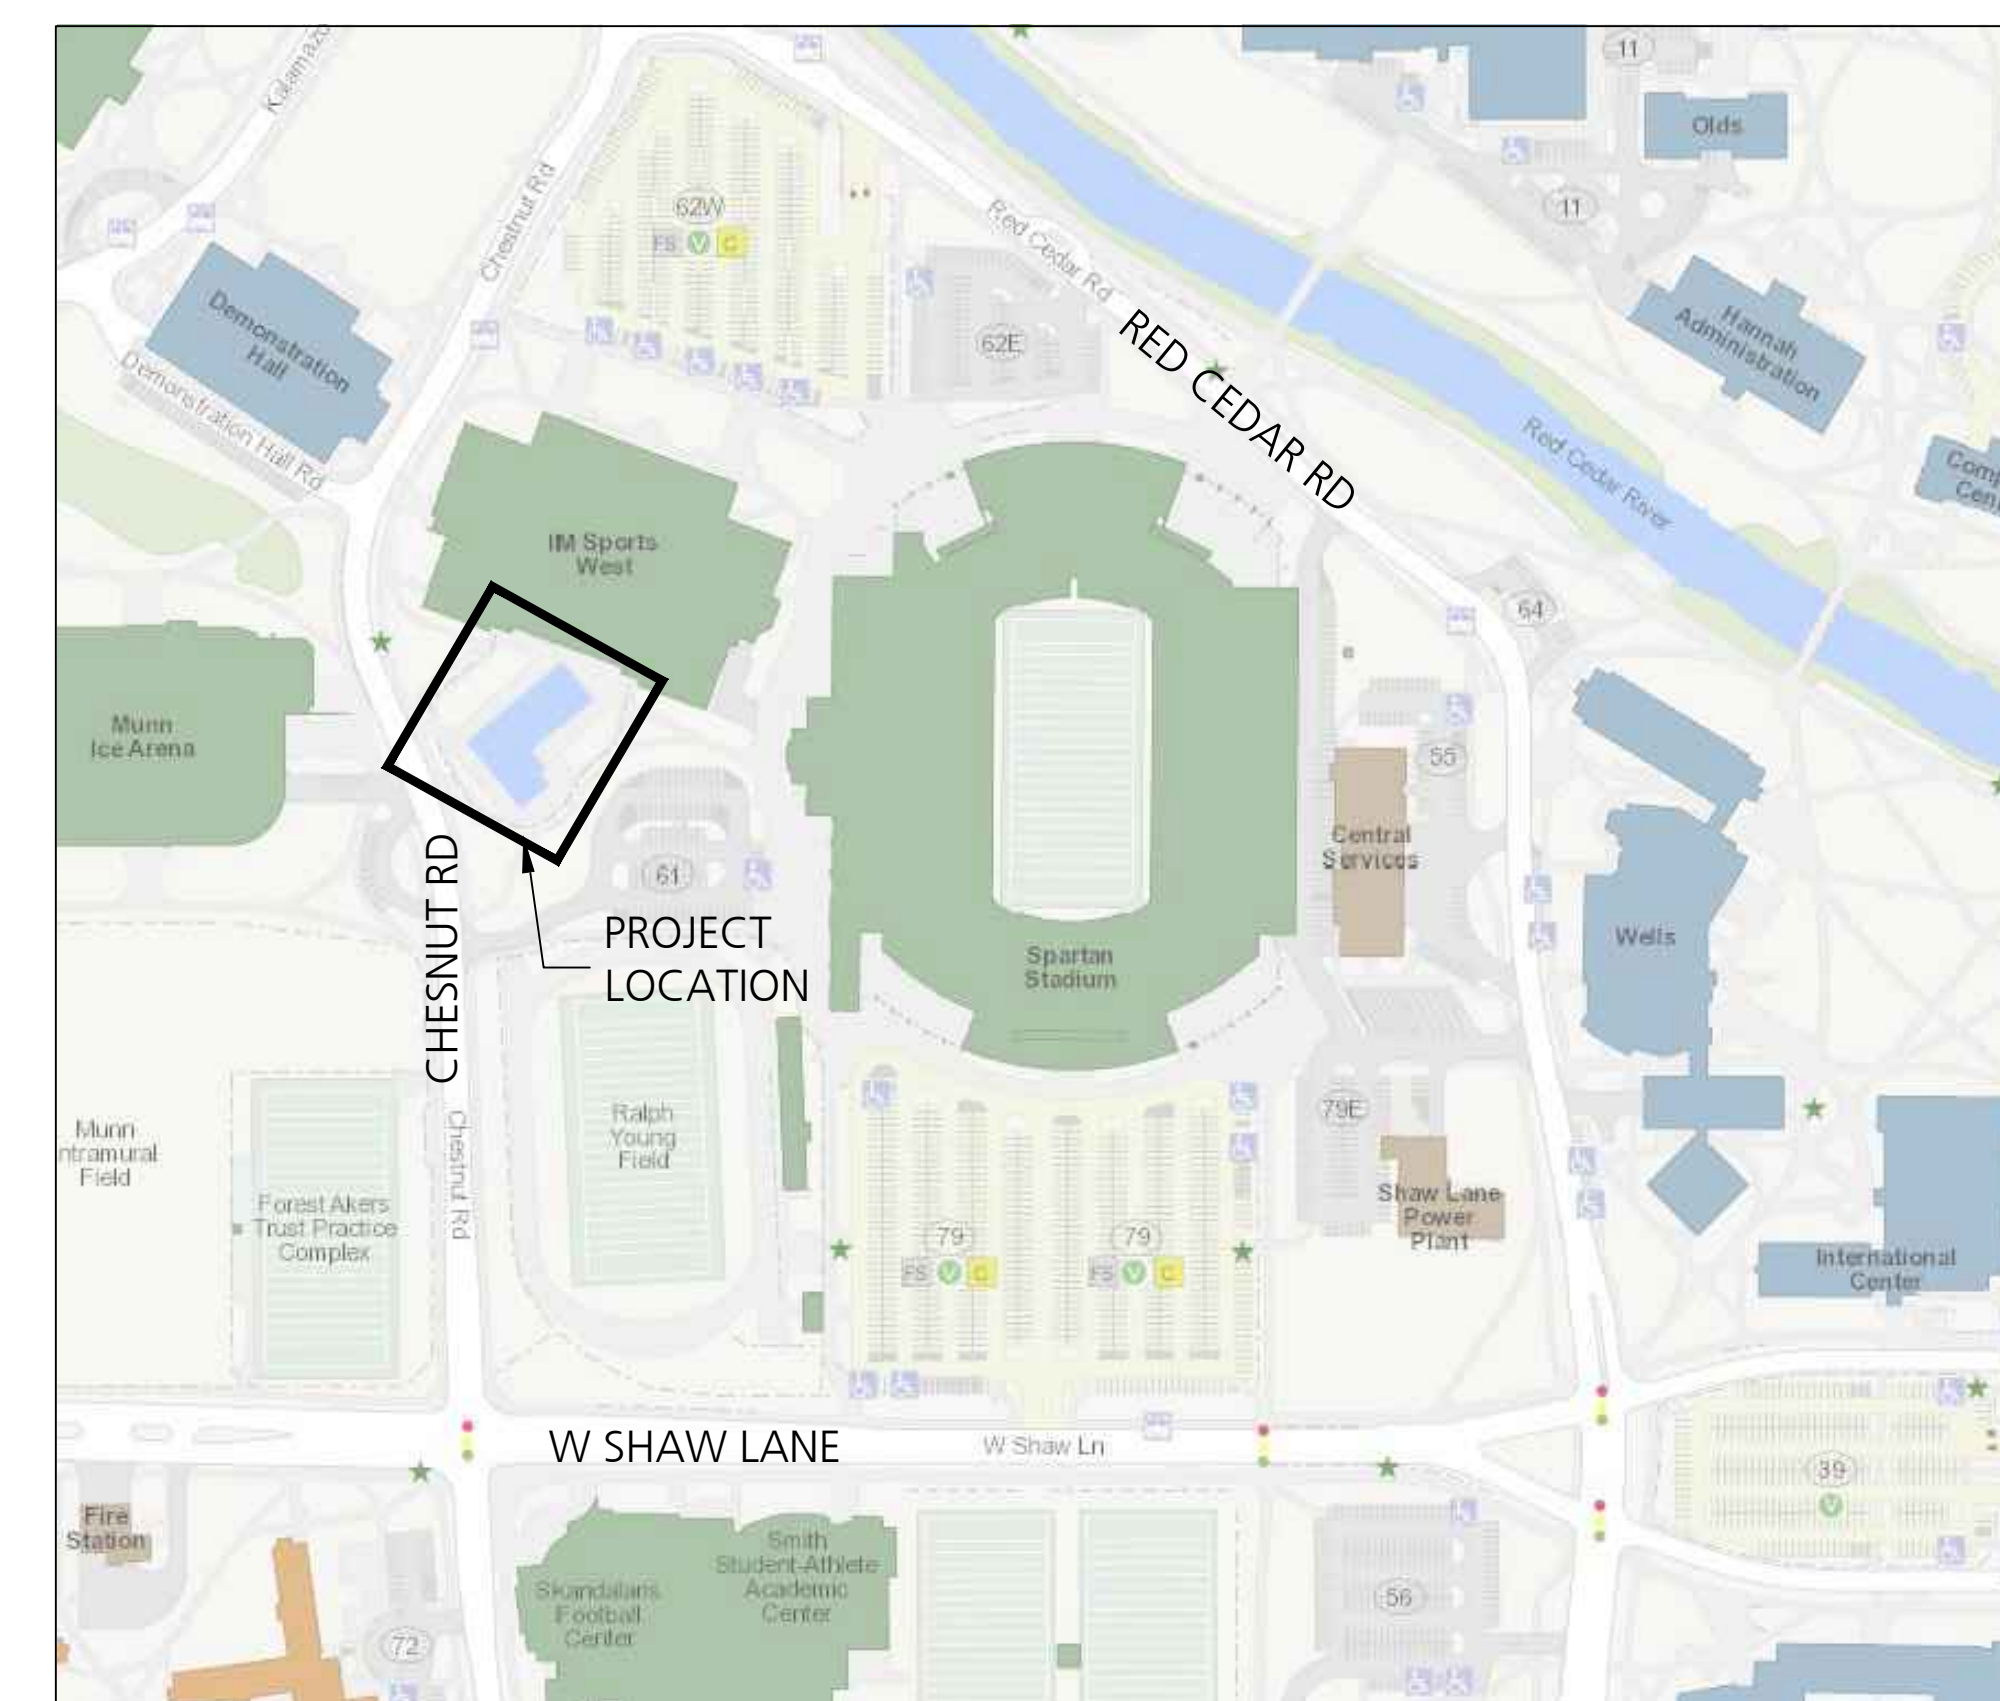 Kalamazo
11
Olds
Chestnut Rd
62W
FS V C
11
Red Cedar Rd
Demonstration
Hall
62E
RED CEDAR RD
Hannah
Administration
Demonstration Hall Rd
Red Cedar River
Com
Cen
IM Sports
West
64
Munn
Ice Arena
55
Central
Services
61
CHESNUT RD
PROJECT
LOCATION
Wells
Spartan
Stadium
79E
Munn
ntramural
Field
Chestnut Rd
Ralph
Young
Field
Forest Akers
Trust Practice
Complex
Shaw Lane
Power
Plant
79
FS V C
79
FS V C
International
Center
W SHAW LANE
W Shaw Ln
39
V
Fire
Station
Smith
Student-Athlete
Academic
Center
Skandalaris
Football
Center
56
72